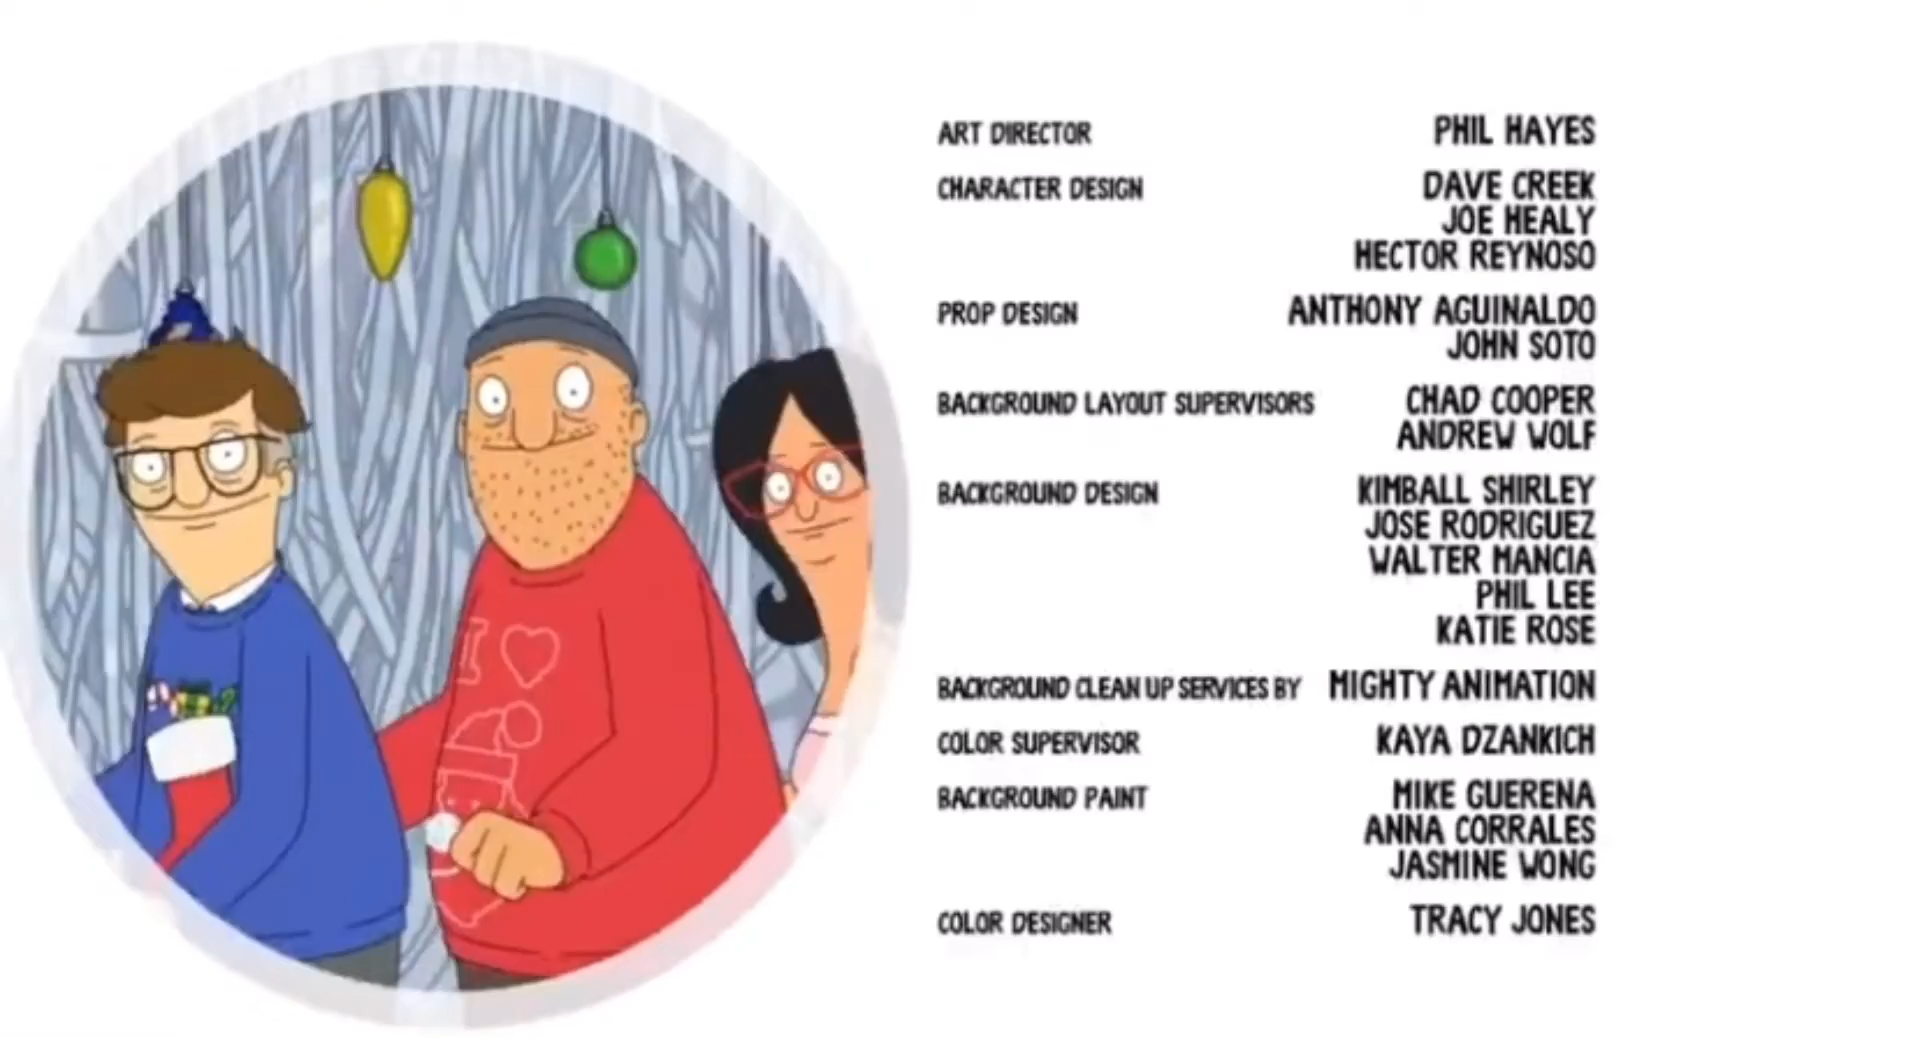 ART DIRECTOR PHIL HAYES
CHARACTER DESIGN DAVE CREEK
JOE HEALY
HECTOR REYNOSO
PROP DESIGN ANTHONY AGUINALDO
JOHN SOTO
BACKGROUND LAYOUT SUPERVISORS CHAD COOPER
ANDREW WOLF
BACKGROUND DESIGN KIMBALL SHIRLEY
JOSE RODRIGUEZ
WALTER MANCIA
PHIL LEE
KATIE ROSE
BACKGROUND CLEAN UP SERVICES BY MIGHTY ANIMATION
COLOR SUPERVISOR KAYA DZANKICH
BACKGROUND PAINT MIKE GUERENA
ANNA CORRALES
JASMINE WONG
COLOR DESIGNER TRACY JONES
I